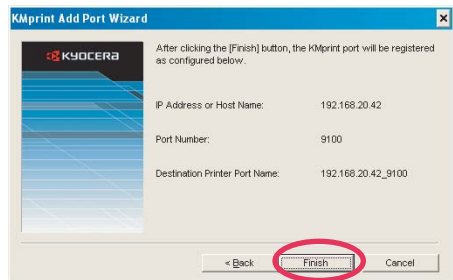 KMprint Add Port Wizard
KYOCERA
After clicking the [Finish] button, the KMprint port will be registered
as configured below.
IP Address or Host Name: 192.168.20.42
Port Number: 9100
Destination Printer Port Name: 192.168.20.42_9100
< Back Finish Cancel